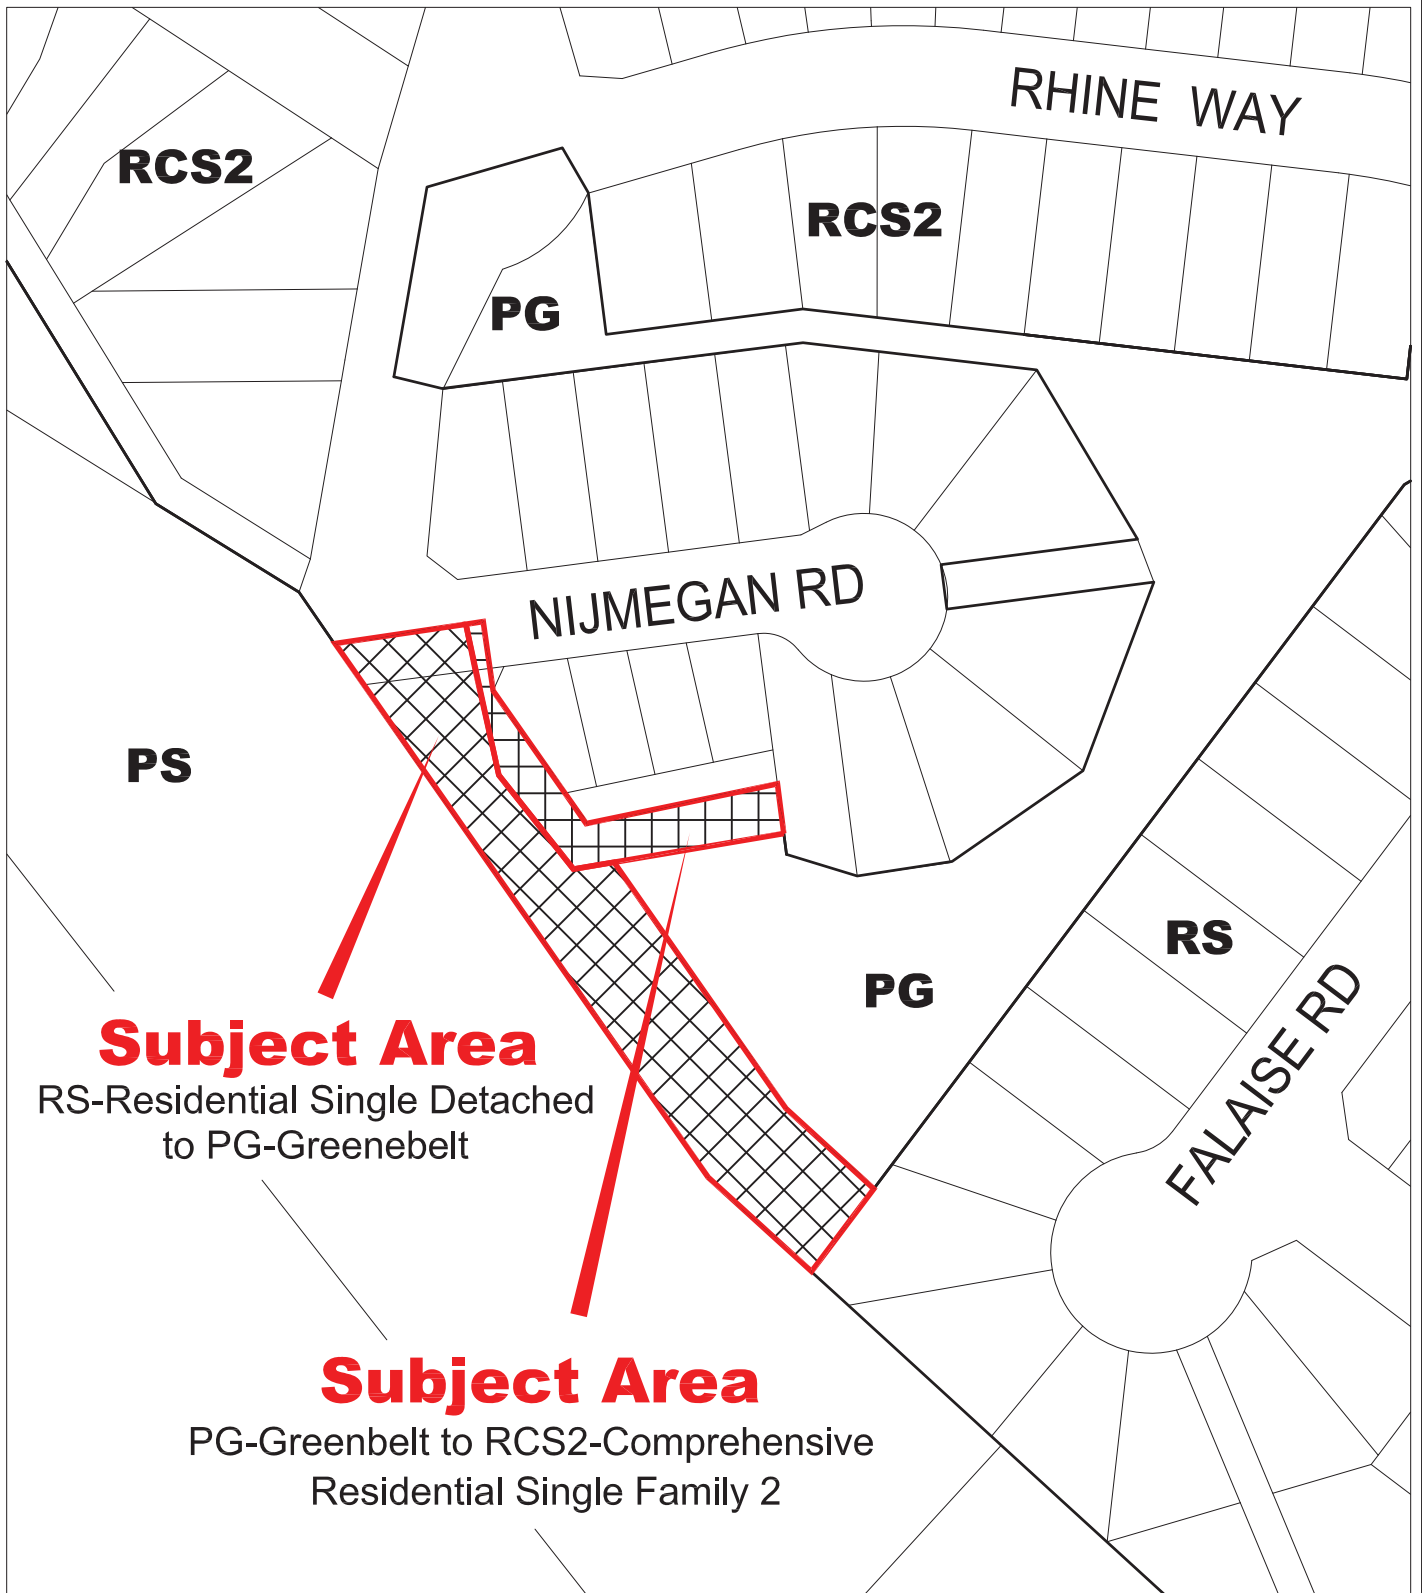 RHINE WAY
RCS2
RCS2
PG
NIJMEGAN RD
PS
RS
PG
FALAISE RD
Subject Area
RS-Residential Single Detached
to PG-Greenebelt
Subject Area
PG-Greenbelt to RCS2-Comprehensive
Residential Single Family 2